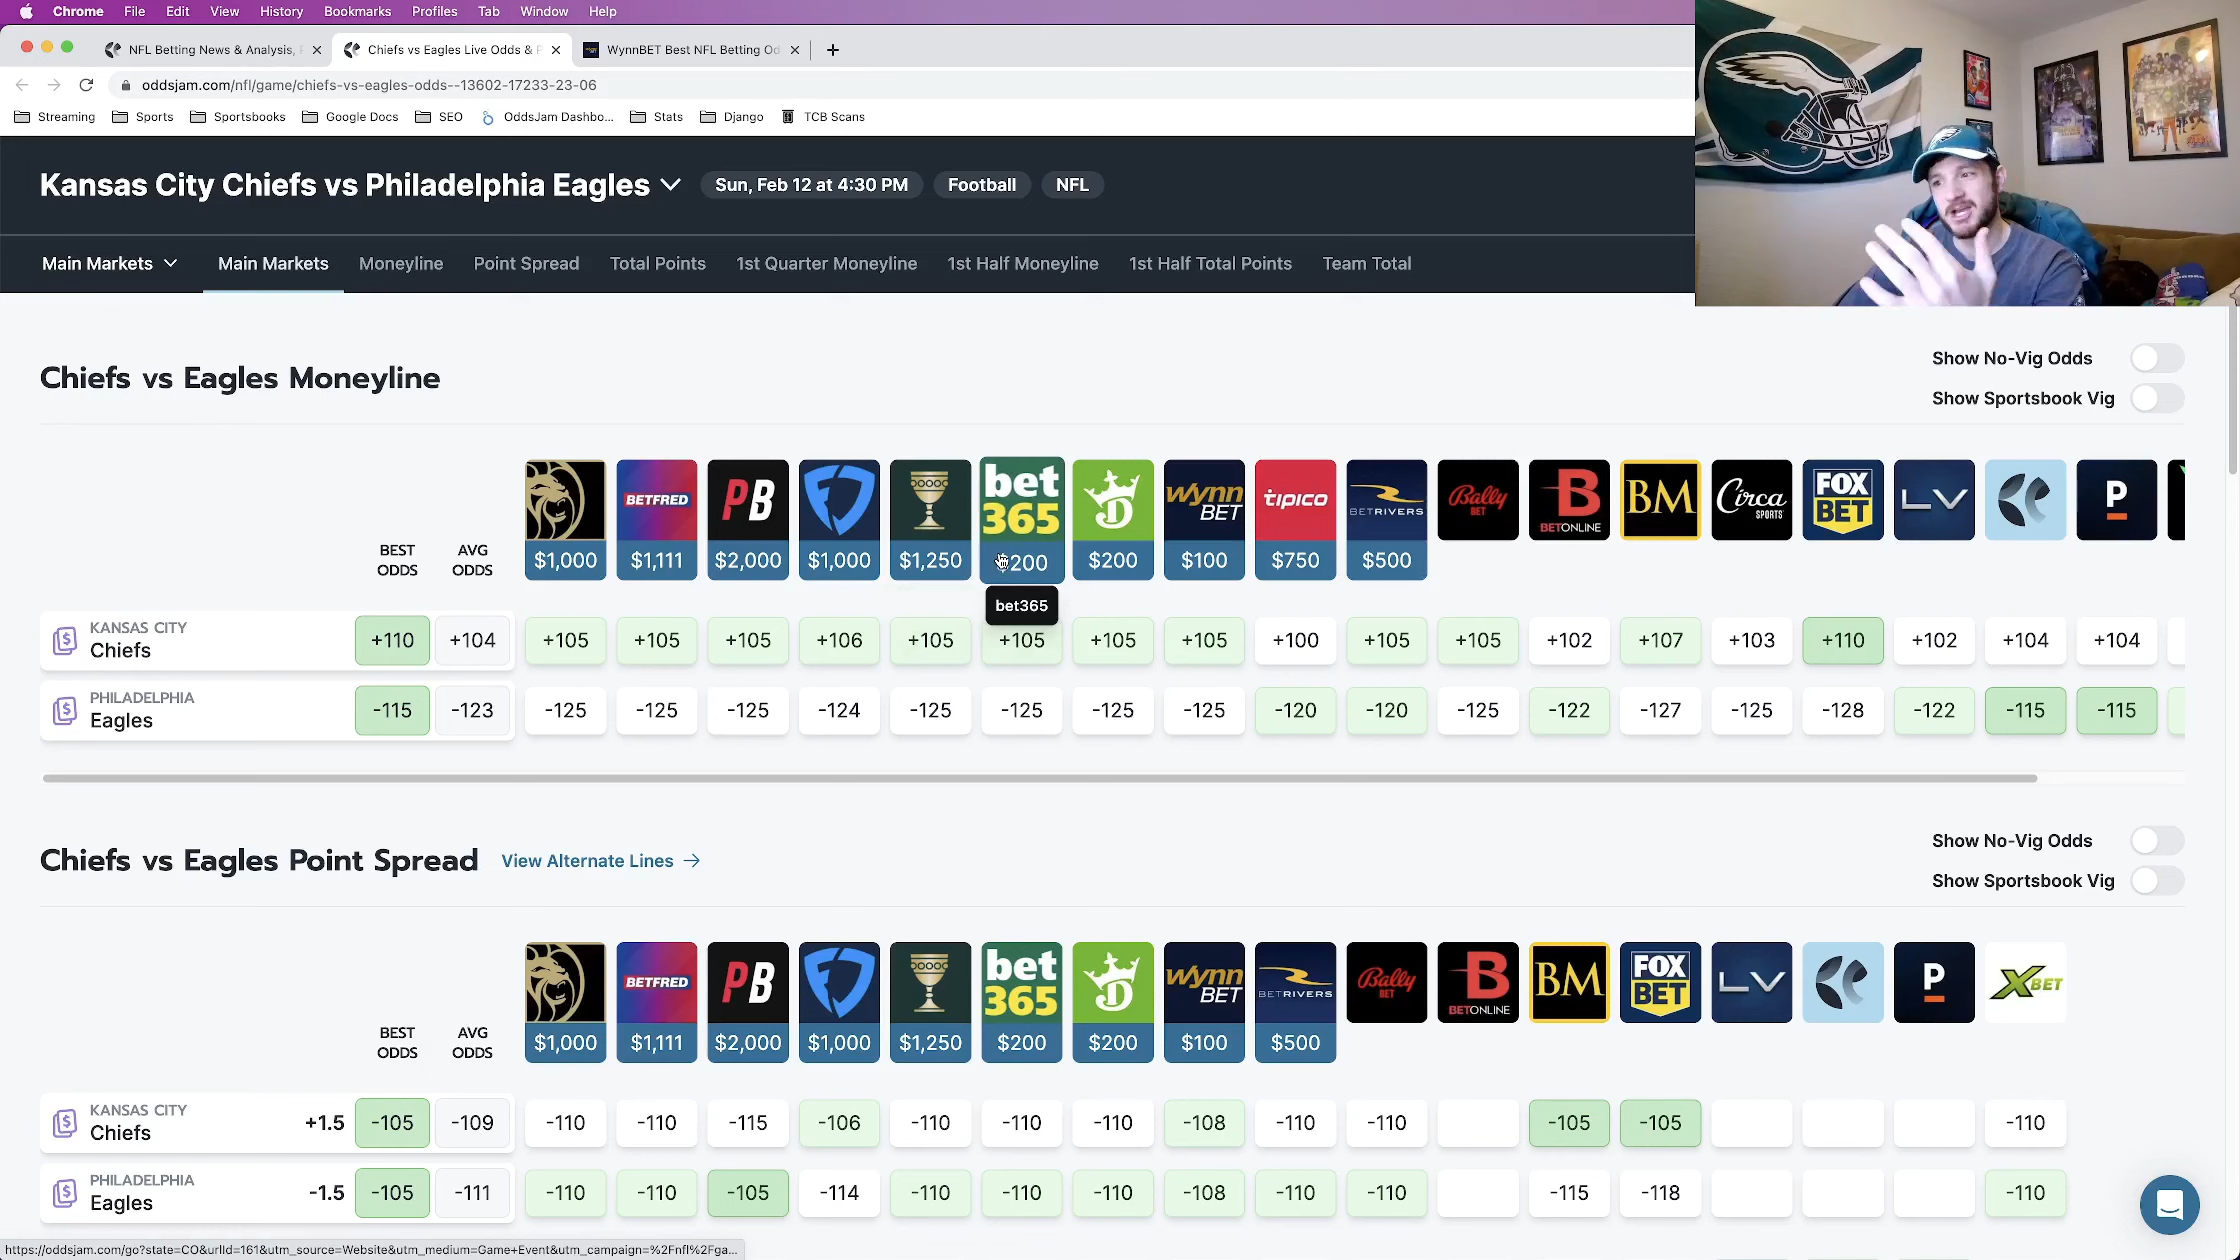 Chrome File Edit View History Bookmarks Profiles Tab Window Help
NFL Betting News & Analysis, Chiefs vs Eagles Live Odds & P WynnBET Best NFL Betting Od
oddsjam.com/nfl/game/chiefs-vs-eagles-odds--13602-17233-23-06
Streaming Sports Sportsbooks Google Docs SEO OddsJam Dashbo... Stats Django TCB Scans
Kansas City Chiefs vs Philadelphia Eagles Sun, Feb 12 at 4:30 PM Football NFL
Main Markets Main Markets Moneyline Point Spread Total Points 1st Quarter Moneyline 1st Half Moneyline 1st Half Total Points Team Total
Show No-Vig Odds
Chiefs vs Eagles Moneyline
Show Sportsbook Vig
BETFRED PB bet 365 Wynn BET tipico BETRIVERS Bally BET B BETONLINE BM Circa SPORTS FOX BET LV P
BEST ODDS AVG ODDS $1,000 $1,111 $2,000 $1,000 $1,250 $200 $200 $100 $750 $500
bet365
KANSAS CITY
Chiefs +110 +104 +105 +105 +105 +106 +105 +105 +105 +105 +100 +105 +105 +102 +107 +103 +110 +102 +104 +104
PHILADELPHIA
Eagles -115 -123 -125 -125 -125 -124 -125 -125 -125 -125 -120 -120 -125 -122 -127 -125 -128 -122 -115 -115
Show No-Vig Odds
Chiefs vs Eagles Point Spread View Alternate Lines →
Show Sportsbook Vig
BETFRED PB bet 365 Wynn BET BETRIVERS Bally BET B BETONLINE BM FOX BET LV P XBET
BEST ODDS AVG ODDS $1,000 $1,111 $2,000 $1,000 $1,250 $200 $200 $100 $500
KANSAS CITY
Chiefs +1.5 -105 -109 -110 -110 -115 -106 -110 -110 -110 -108 -110 -110 -105 -105 -110
PHILADELPHIA
Eagles -1.5 -105 -111 -110 -110 -105 -114 -110 -110 -110 -108 -110 -110 -115 -118 -110
https://oddsjam.com/go?state=CO&urlId=161&utm_source=Website&utm_medium=Game+Event&utm_campaign=%2Fnfl%2Fga...